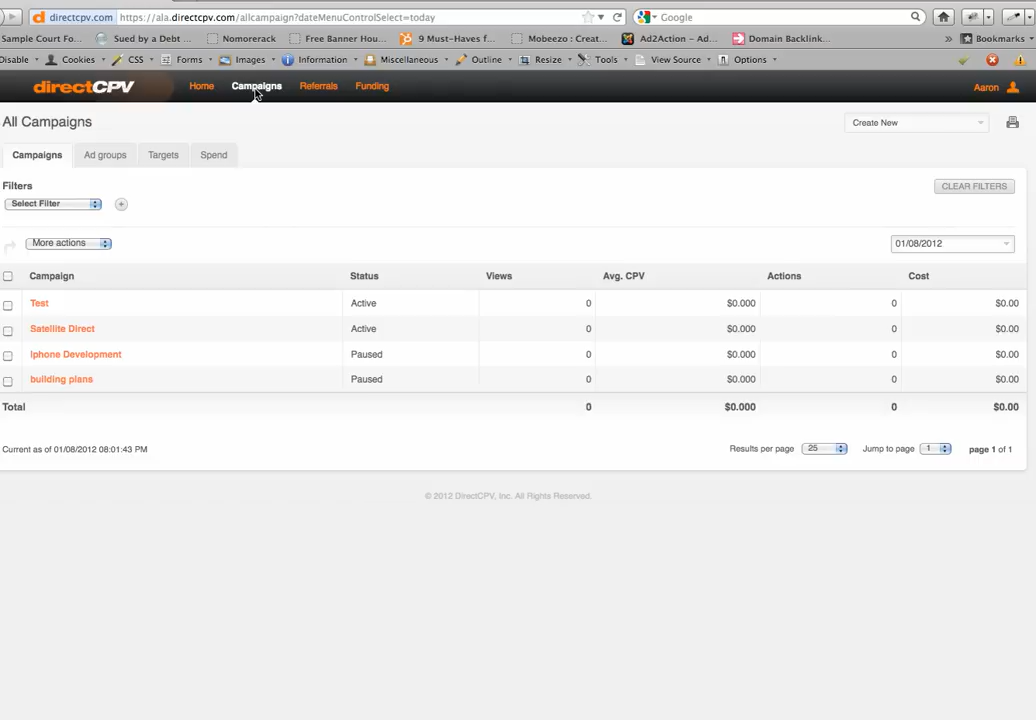 directcpv.com https://ala.directcpv.com/allcampaign?dateMenuControlSelect=today Google
Sample Court Fo... Sued by a Debt ... Nomorerack Free Banner Hou... 9 Must-Haves f... Mobeezo : Creat... Ad2Action – Ad... Domain Backlink... » Bookmarks
Disable Cookies CSS Forms Images Information Miscellaneous Outline Resize Tools View Source Options
directCPV Home Campaigns Referrals Funding Aaron
All Campaigns Create New
Campaigns Ad groups Targets Spend
Filters CLEAR FILTERS
Select Filter +
More actions 01/08/2012
Campaign Status Views Avg. CPV Actions Cost
Test Active 0 $0.000 0 $0.00
Satellite Direct Active 0 $0.000 0 $0.00
Iphone Development Paused 0 $0.000 0 $0.00
building plans Paused 0 $0.000 0 $0.00
Total 0 $0.000 0 $0.00
Current as of 01/08/2012 08:01:43 PM Results per page 25 Jump to page 1 page 1 of 1
© 2012 DirectCPV, Inc. All Rights Reserved.